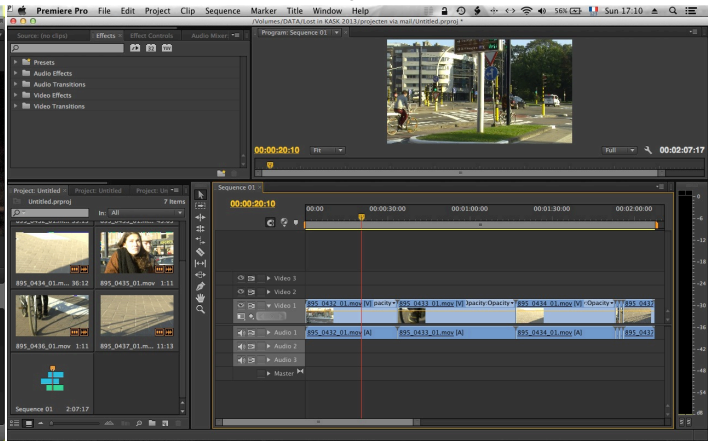 Premiere Pro File Edit Project Clip Sequence Marker Title Window Help 56% Sun 17:10
/Volumes/DATA/Lost in KASK 2013/projecten via mail/Untitled.prproj *
Source: (no clips) Effects × Effect Controls Audio Mixer:
Presets
Audio Effects
Audio Transitions
Video Effects
Video Transitions
Program: Sequence 01 ×
00:00:20:10 Fit Full 00:02:07:17
Project: Untitled × Project: Untitled Project: Un
Untitled.prproj 7 Items
In: All
895_0434_01.m... 36:12 895_0435_01.mov 1:11
895_0436_01.mov 1:11 895_0437_01.m... 11:13
Sequence 01 2:07:17
Sequence 01 ×
00:00:20:10
00:00 00:00:30:00 00:01:00:00 00:01:30:00 00:02:00:00
Video 3
Video 2
Video 1 895_0432_01.mov [V] pacity 895_0433_01.mov [V] Opacity:Opacity 895_0434_01.mov [V] :Opacity 895_0432
Audio 1 895_0432_01.mov [A] 895_0433_01.mov [A] 895_0434_01.mov [A]
Audio 2
Audio 3
Master
0
-6
-12
-18
-24
-30
-36
-42
-48
-54
dB
S S